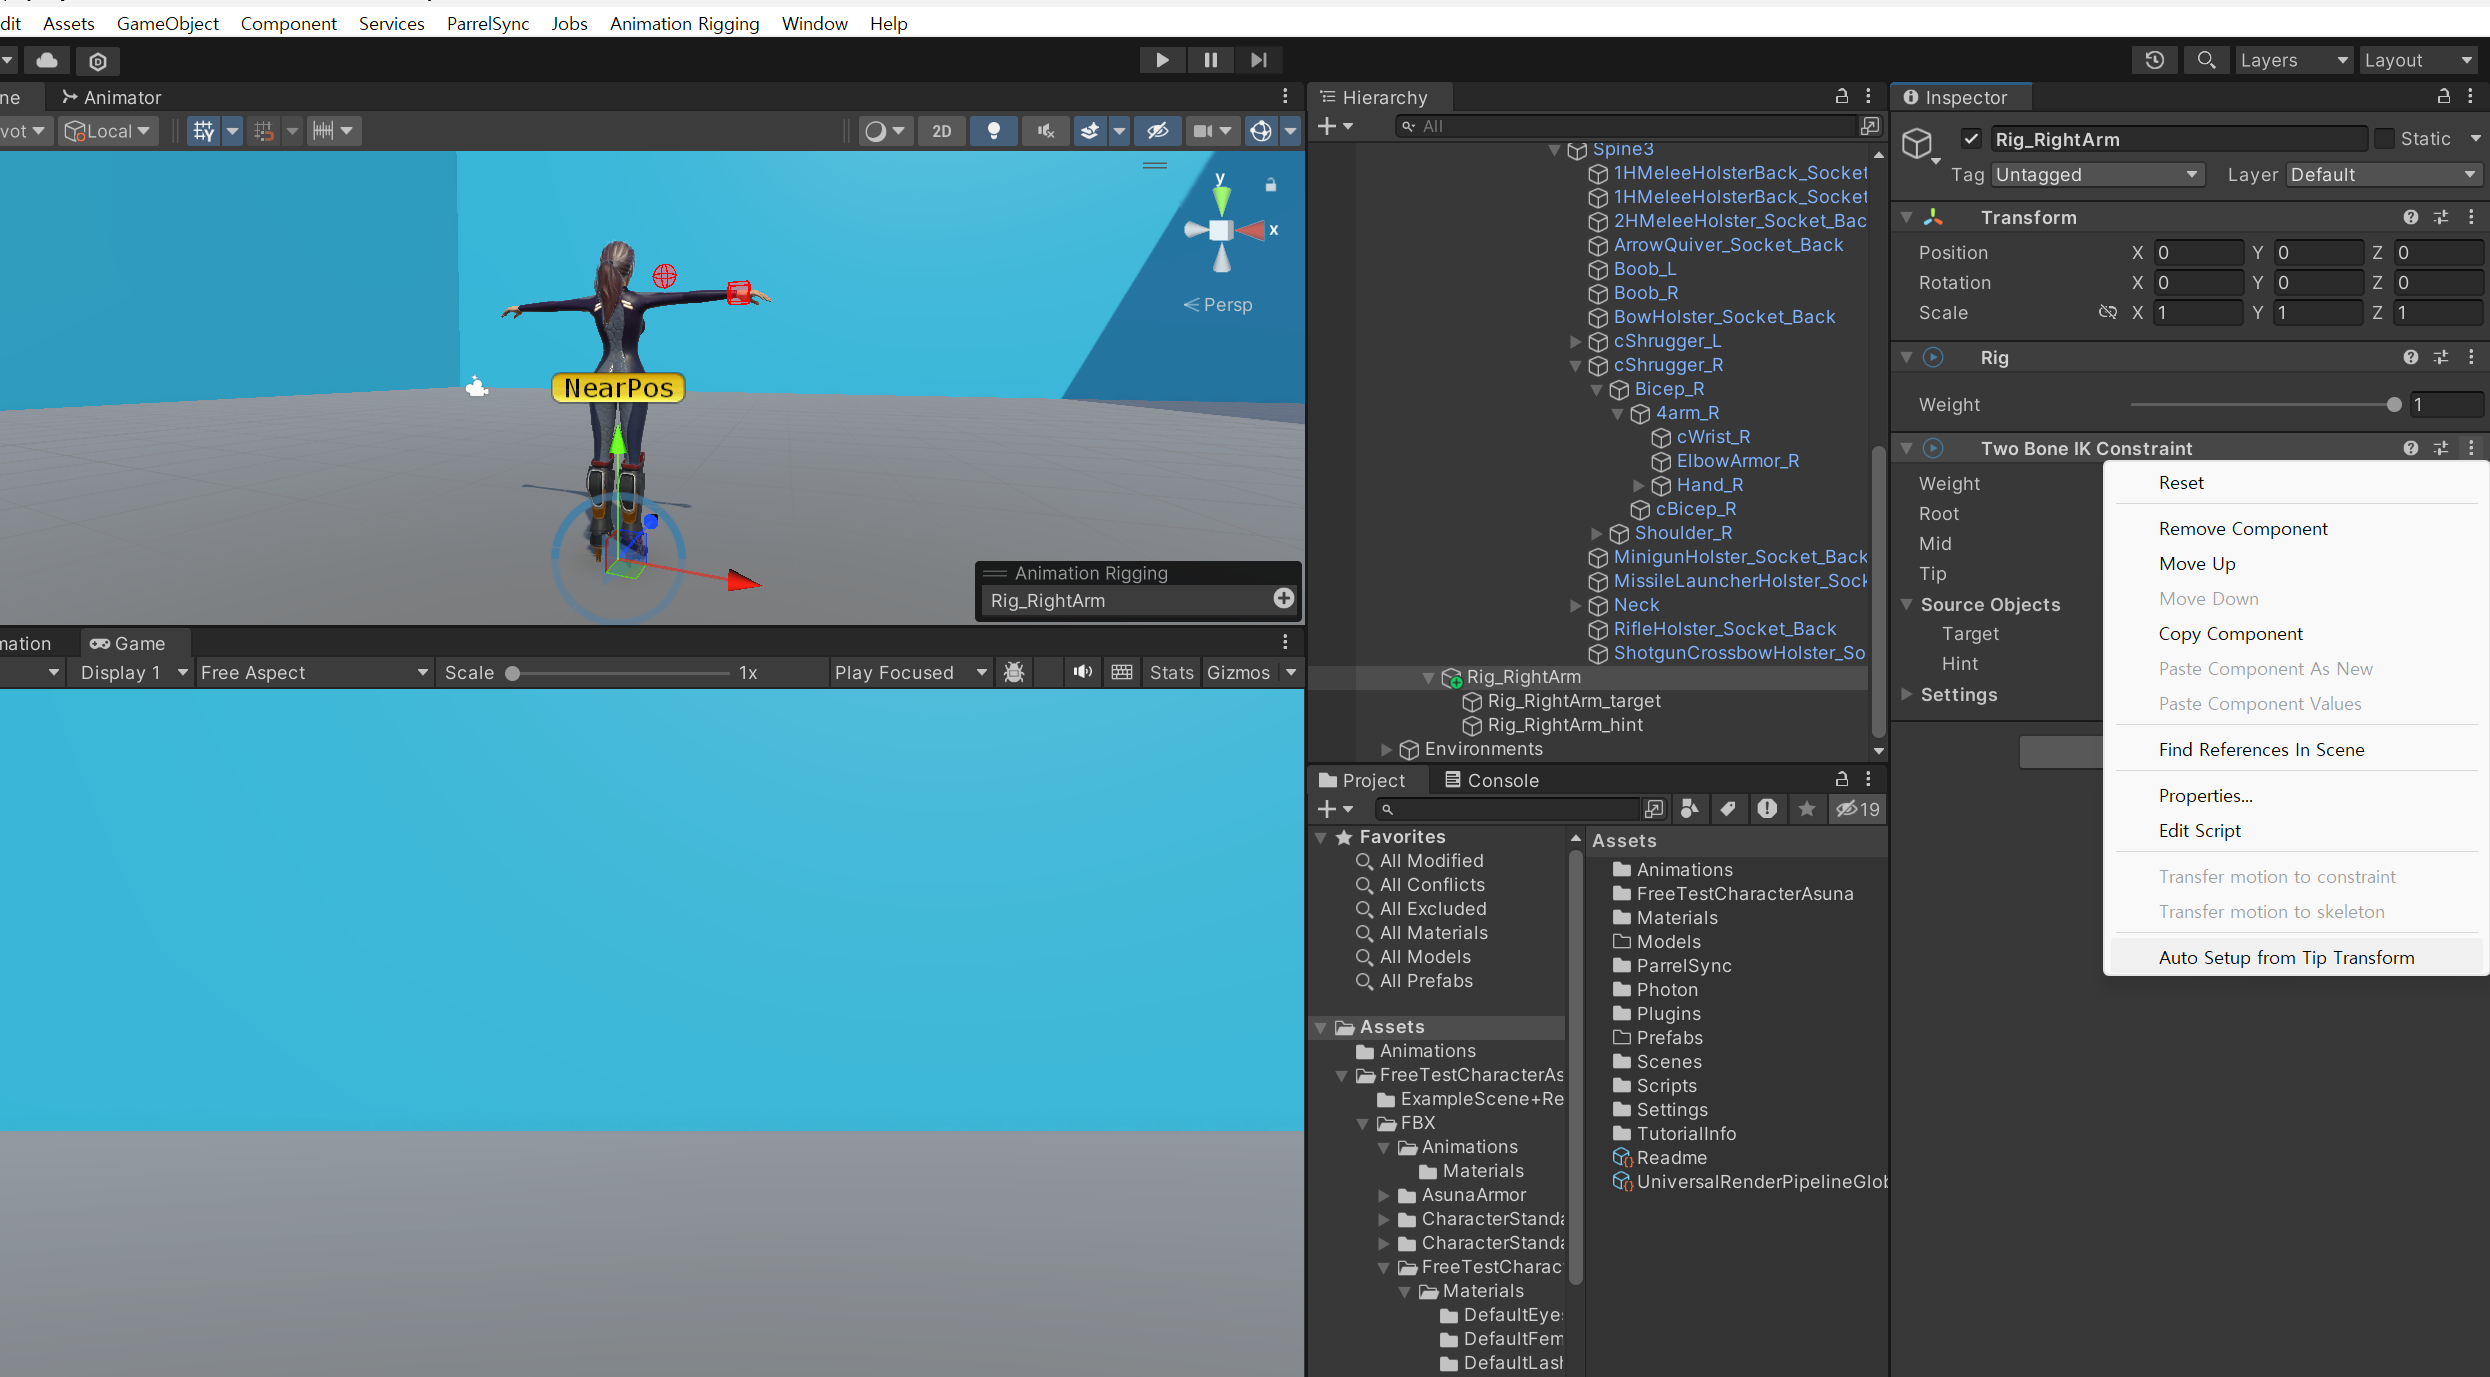 dit Assets GameObject Component Services ParrelSync Jobs Animation Rigging Window Help
Layers Layout
ne Animator
vot Local 2D
y
x
Persp
NearPos
Animation Rigging
Rig_RightArm
mation Game
Display 1 Free Aspect Scale 1x Play Focused Stats Gizmos
Hierarchy
All
Spine3
1HMeleeHolsterBack_Socket
1HMeleeHolsterBack_Socket
2HMeleeHolster_Socket_Bac
ArrowQuiver_Socket_Back
Boob_L
Boob_R
BowHolster_Socket_Back
cShrugger_L
cShrugger_R
Bicep_R
4arm_R
cWrist_R
ElbowArmor_R
Hand_R
cBicep_R
Shoulder_R
MinigunHolster_Socket_Back
MissileLauncherHolster_Sock
Neck
RifleHolster_Socket_Back
ShotgunCrossbowHolster_So
Rig_RightArm
Rig_RightArm_target
Rig_RightArm_hint
Environments
Project Console
19
Favorites
All Modified
All Conflicts
All Excluded
All Materials
All Models
All Prefabs
Assets
Animations
FreeTestCharacterAs
ExampleScene+Re
FBX
Animations
Materials
AsunaArmor
CharacterStanda
CharacterStanda
FreeTestCharac
Materials
DefaultEye
DefaultFem
DefaultLash
Assets
Animations
FreeTestCharacterAsuna
Materials
Models
ParrelSync
Photon
Plugins
Prefabs
Scenes
Scripts
Settings
TutorialInfo
Readme
UniversalRenderPipelineGlob
Inspector
Rig_RightArm Static
Tag Untagged Layer Default
Transform
Position X 0 Y 0 Z 0
Rotation X 0 Y 0 Z 0
Scale X 1 Y 1 Z 1
Rig
Weight 1
Two Bone IK Constraint
Weight
Root
Mid
Tip
Source Objects
Target
Hint
Settings
Reset
Remove Component
Move Up
Move Down
Copy Component
Paste Component As New
Paste Component Values
Find References In Scene
Properties...
Edit Script
Transfer motion to constraint
Transfer motion to skeleton
Auto Setup from Tip Transform